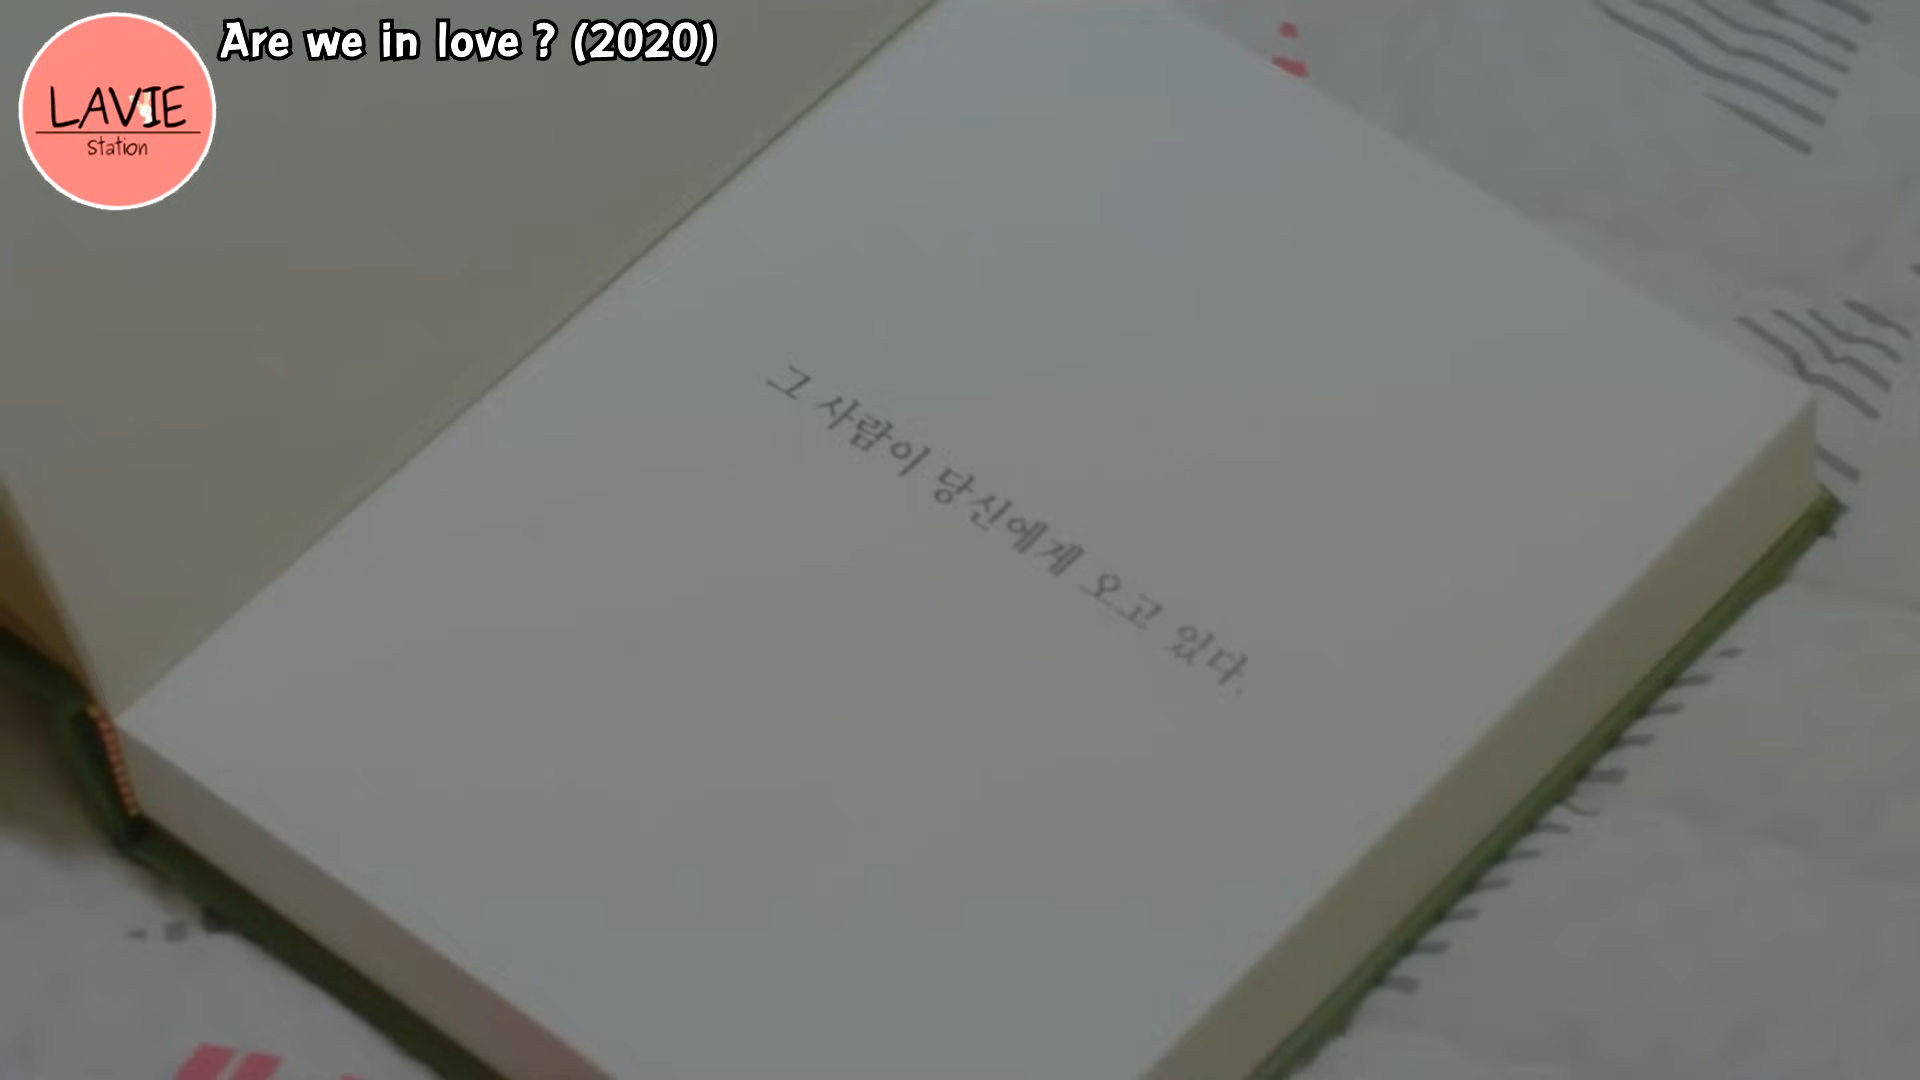 Are we in love ? (2020)
LAVIE
Station
그 사람이 당신에게 오고 있다.